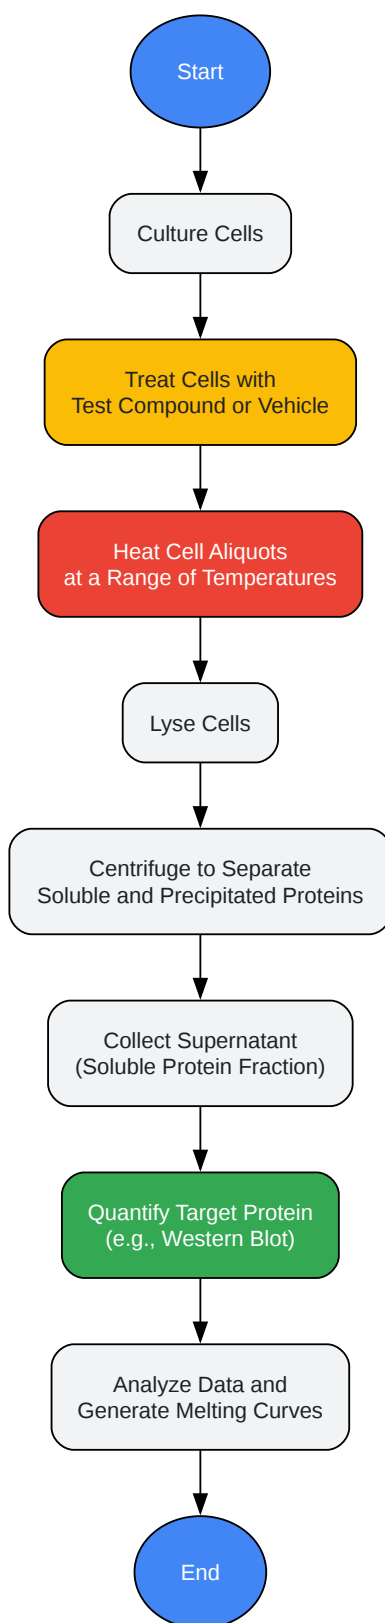 Start
Culture Cells
Treat Cells with
Test Compound or Vehicle
Heat Cell Aliquots
at a Range of Temperatures
Lyse Cells
Centrifuge to Separate
Soluble and Precipitated Proteins
Collect Supernatant
(Soluble Protein Fraction)
Quantify Target Protein
(e.g., Western Blot)
Analyze Data and
Generate Melting Curves
End